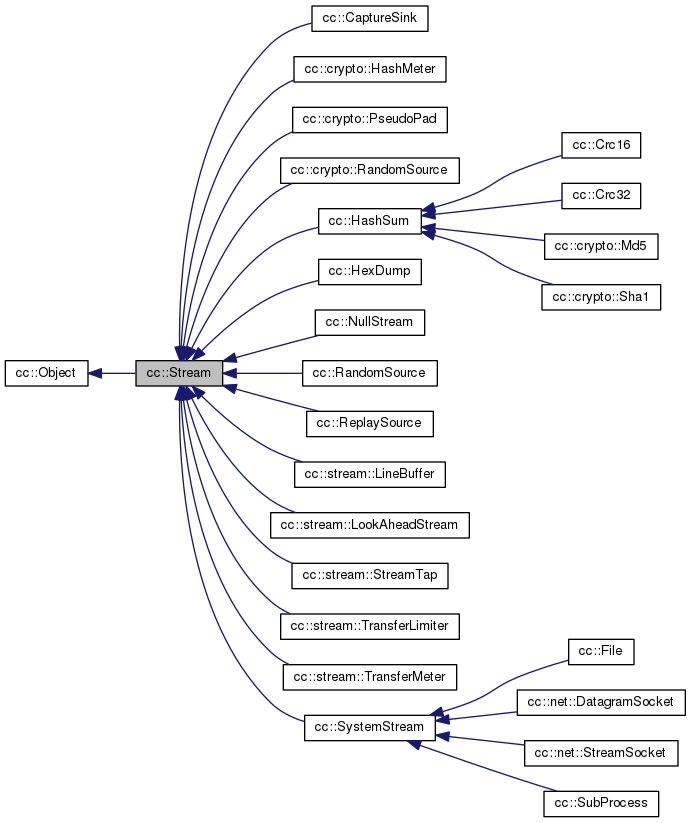 cc::CaptureSink
cc::crypto::HashMeter
cc::crypto::PseudoPad
cc::crypto::RandomSource
cc::HashSum
cc::Crc16
cc::Crc32
cc::crypto::Md5
cc::crypto::Sha1
cc::HexDump
cc::NullStream
cc::Object
cc::Stream
cc::RandomSource
cc::ReplaySource
cc::stream::LineBuffer
cc::stream::LookAheadStream
cc::stream::StreamTap
cc::stream::TransferLimiter
cc::stream::TransferMeter
cc::SystemStream
cc::File
cc::net::DatagramSocket
cc::net::StreamSocket
cc::SubProcess